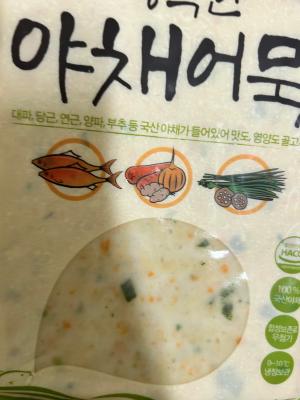 야채어묵
대파, 당근, 연근, 양파, 부추 등 국산 야채가 들어있어 맛도, 영양도 골고
HACC
100%
국산야채
합성보존료
무첨가
0~10℃
냉장보관